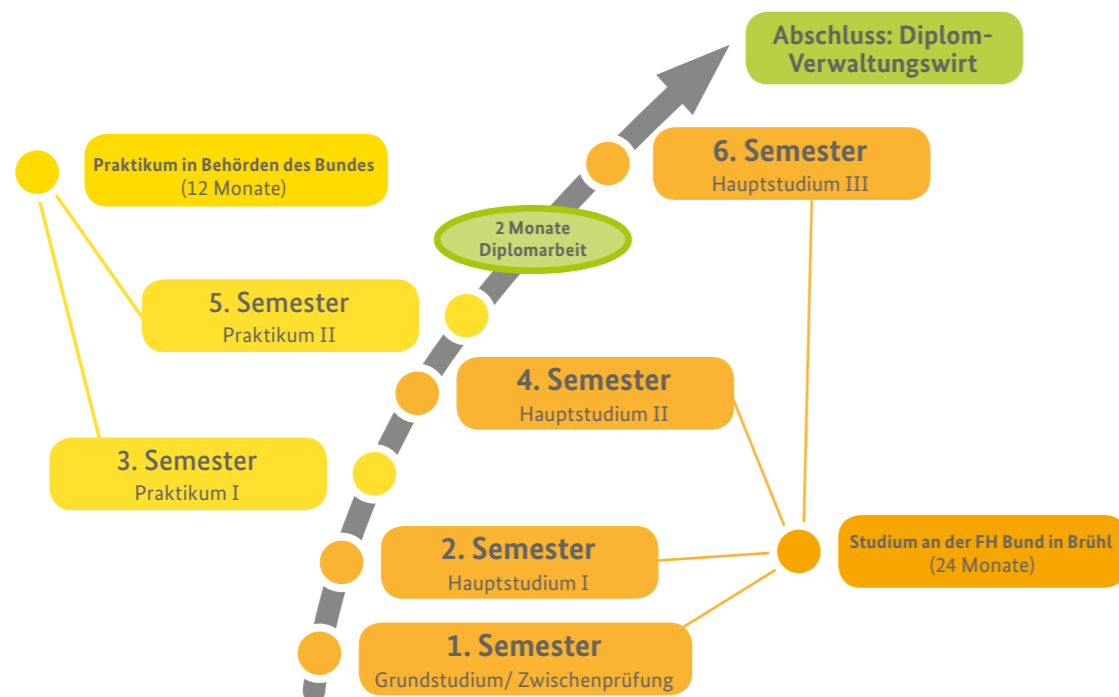 Abschluss: Diplom-
Verwaltungswirt
6. Semester
Hauptstudium III
Praktikum in Behörden des Bundes
(12 Monate)
2 Monate
Diplomarbeit
5. Semester
Praktikum II
4. Semester
Hauptstudium II
3. Semester
Praktikum I
2. Semester
Hauptstudium I
Studium an der FH Bund in Brühl
(24 Monate)
1. Semester
Grundstudium/ Zwischenprüfung